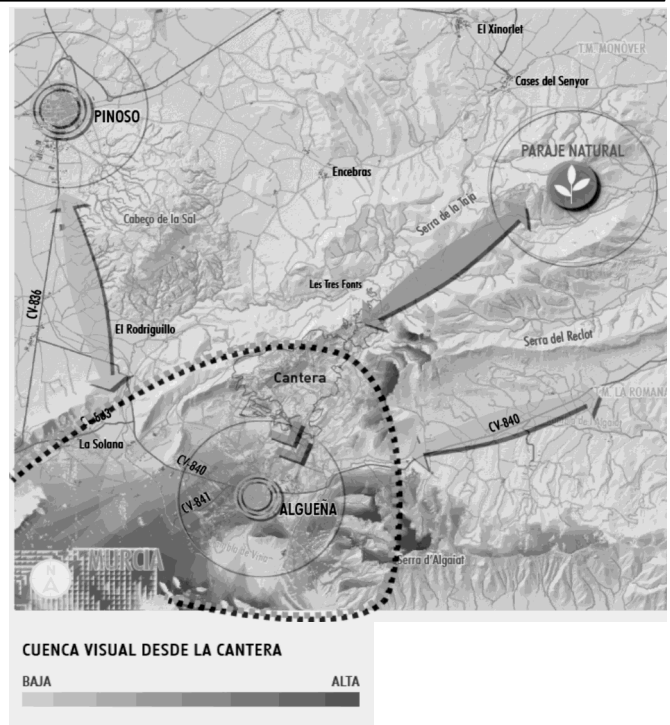 El Xinorlet
T.M. MONÒVER
Cases del Senyor
PINOSO
PARAJE NATURAL
Encebras
Cabeço de la Sal
Serra de la Taja
Les Tres Fonts
CV-836
El Rodriguillo
Serra del Reclot
Cantera
T.M. LA ROMANA
CV-840
La Solana
CV-840
CV-841
ALGUEÑA
MURCIA
Serra d'Algaiat
N
CUENCA VISUAL DESDE LA CANTERA
BAJA
ALTA